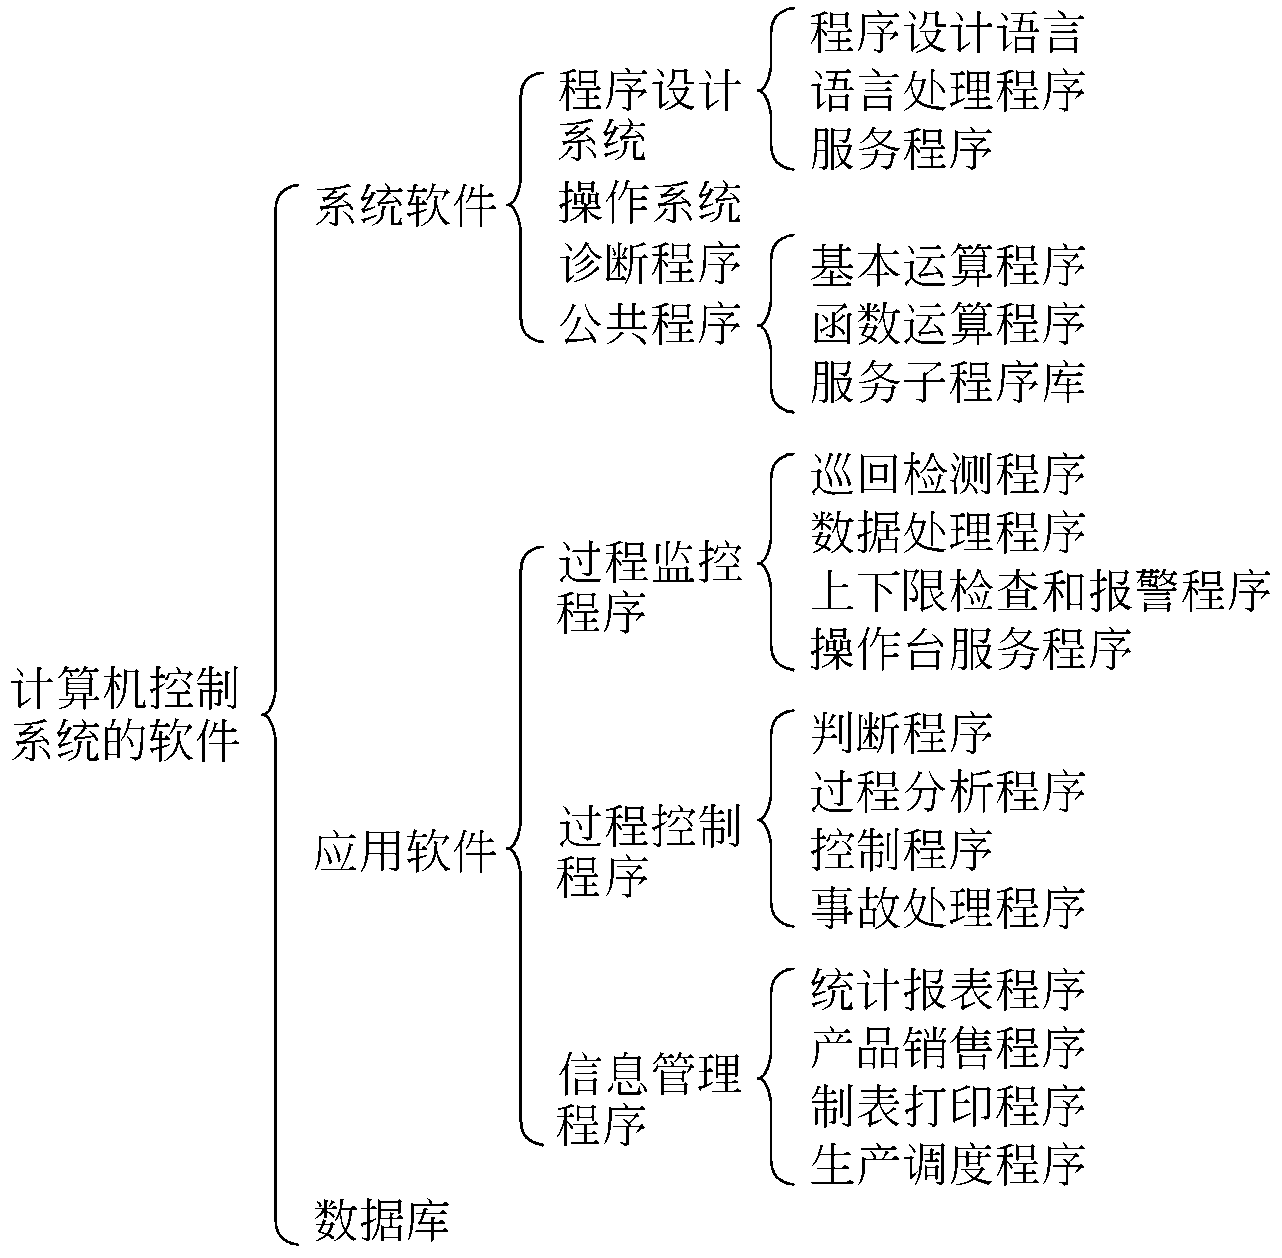 计算机控制
系统的软件
系统软件
程序设计
系统
程序设计语言
语言处理程序
服务程序
操作系统
诊断程序
公共程序
基本运算程序
函数运算程序
服务子程序库
应用软件
过程监控
程序
巡回检测程序
数据处理程序
上下限检查和报警程序
操作台服务程序
过程控制
程序
判断程序
过程分析程序
控制程序
事故处理程序
信息管理
程序
统计报表程序
产品销售程序
制表打印程序
生产调度程序
数据库